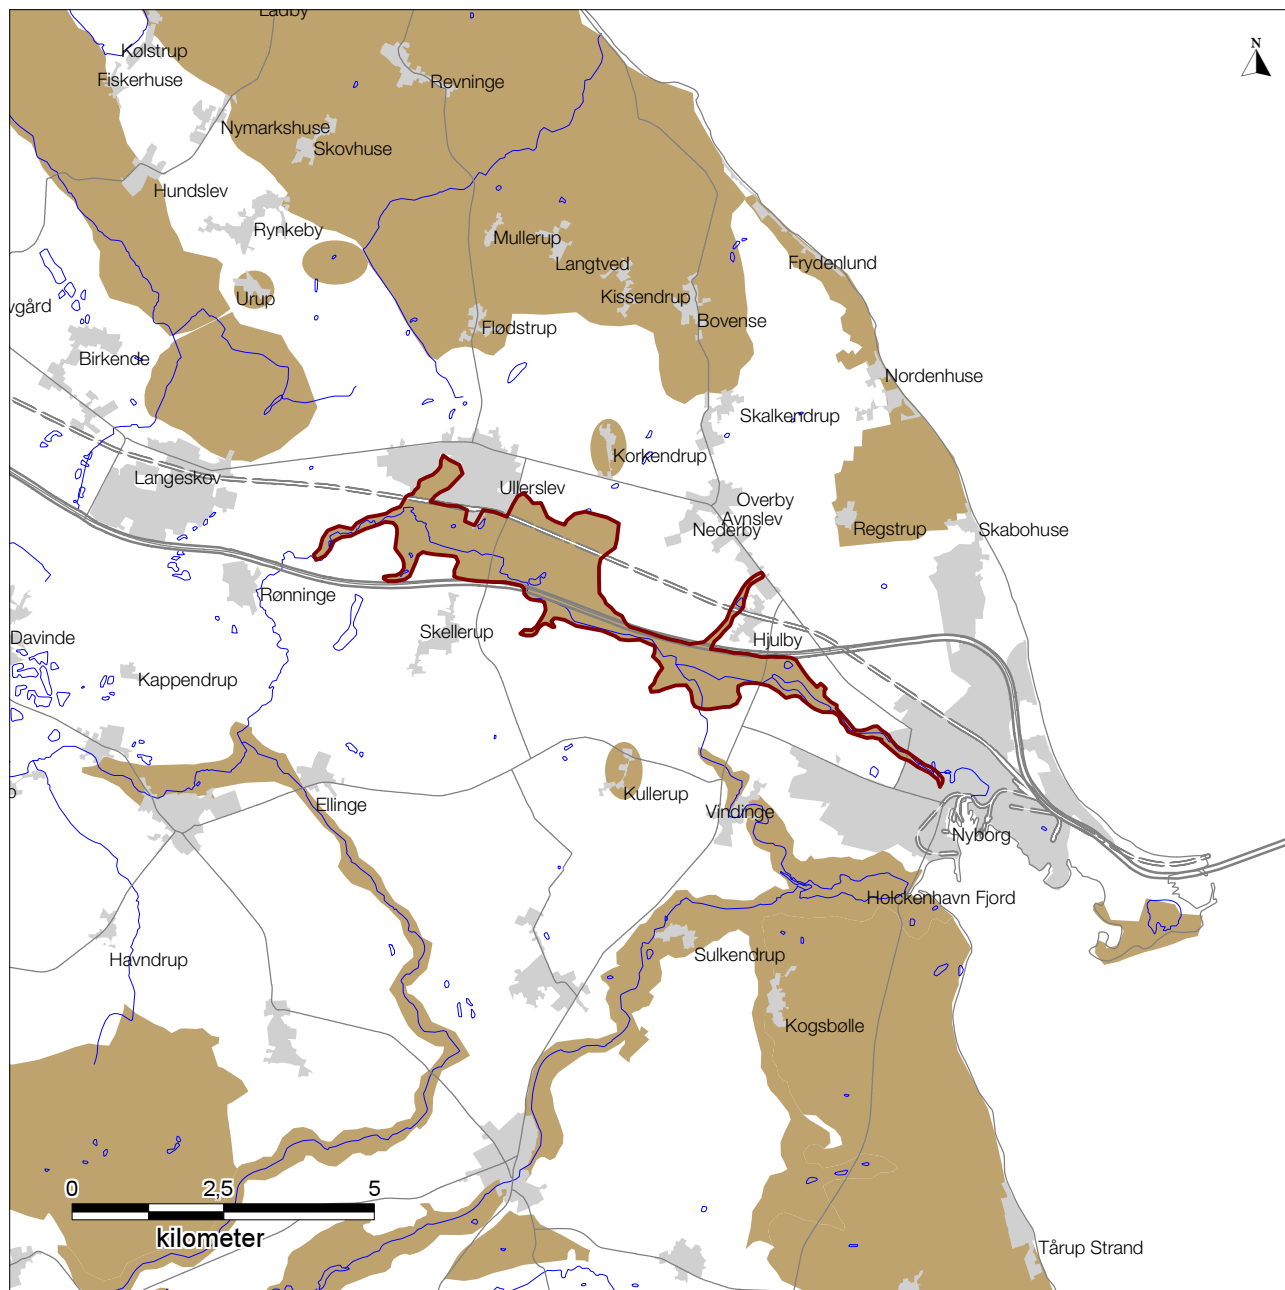 Ladby
Kølstrup
Fiskerhuse
Revninge
N
Nymarkshuse
Skovhuse
Hundslev
Rynkeby
Mullerup
Langtved
Frydenlund
Urup
Kissendrup
vgård
Bovense
Flødstrup
Birkende
Nordenhuse
Skalkendrup
Korkendrup
Langeskov
Ullerslev
Overby
Avnslev
Nederby
Regstrup
Skabohuse
Rønninge
Davinde
Skellerup
Hjulby
Kappendrup
Ellinge
Kullerup
Vindinge
Nyborg
Holckenhavn Fjord
Havndrup
Sulkendrup
Kogsbølle
0 2,5 5
kilometer
Tårup Strand